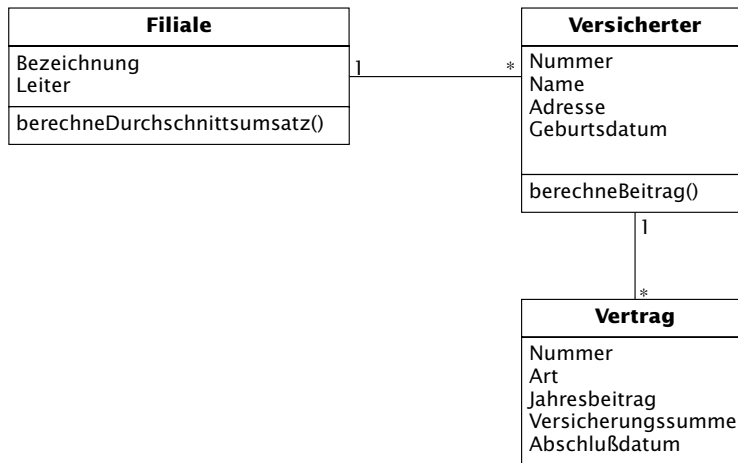 Filiale
Bezeichnung
Leiter
berechneDurchschnittsumsatz()
1
*
Versicherter
Nummer
Name
Adresse
Geburtsdatum
berechneBeitrag()
1
*
Vertrag
Nummer
Art
Jahresbeitrag
Versicherungssumme
Abschlußdatum